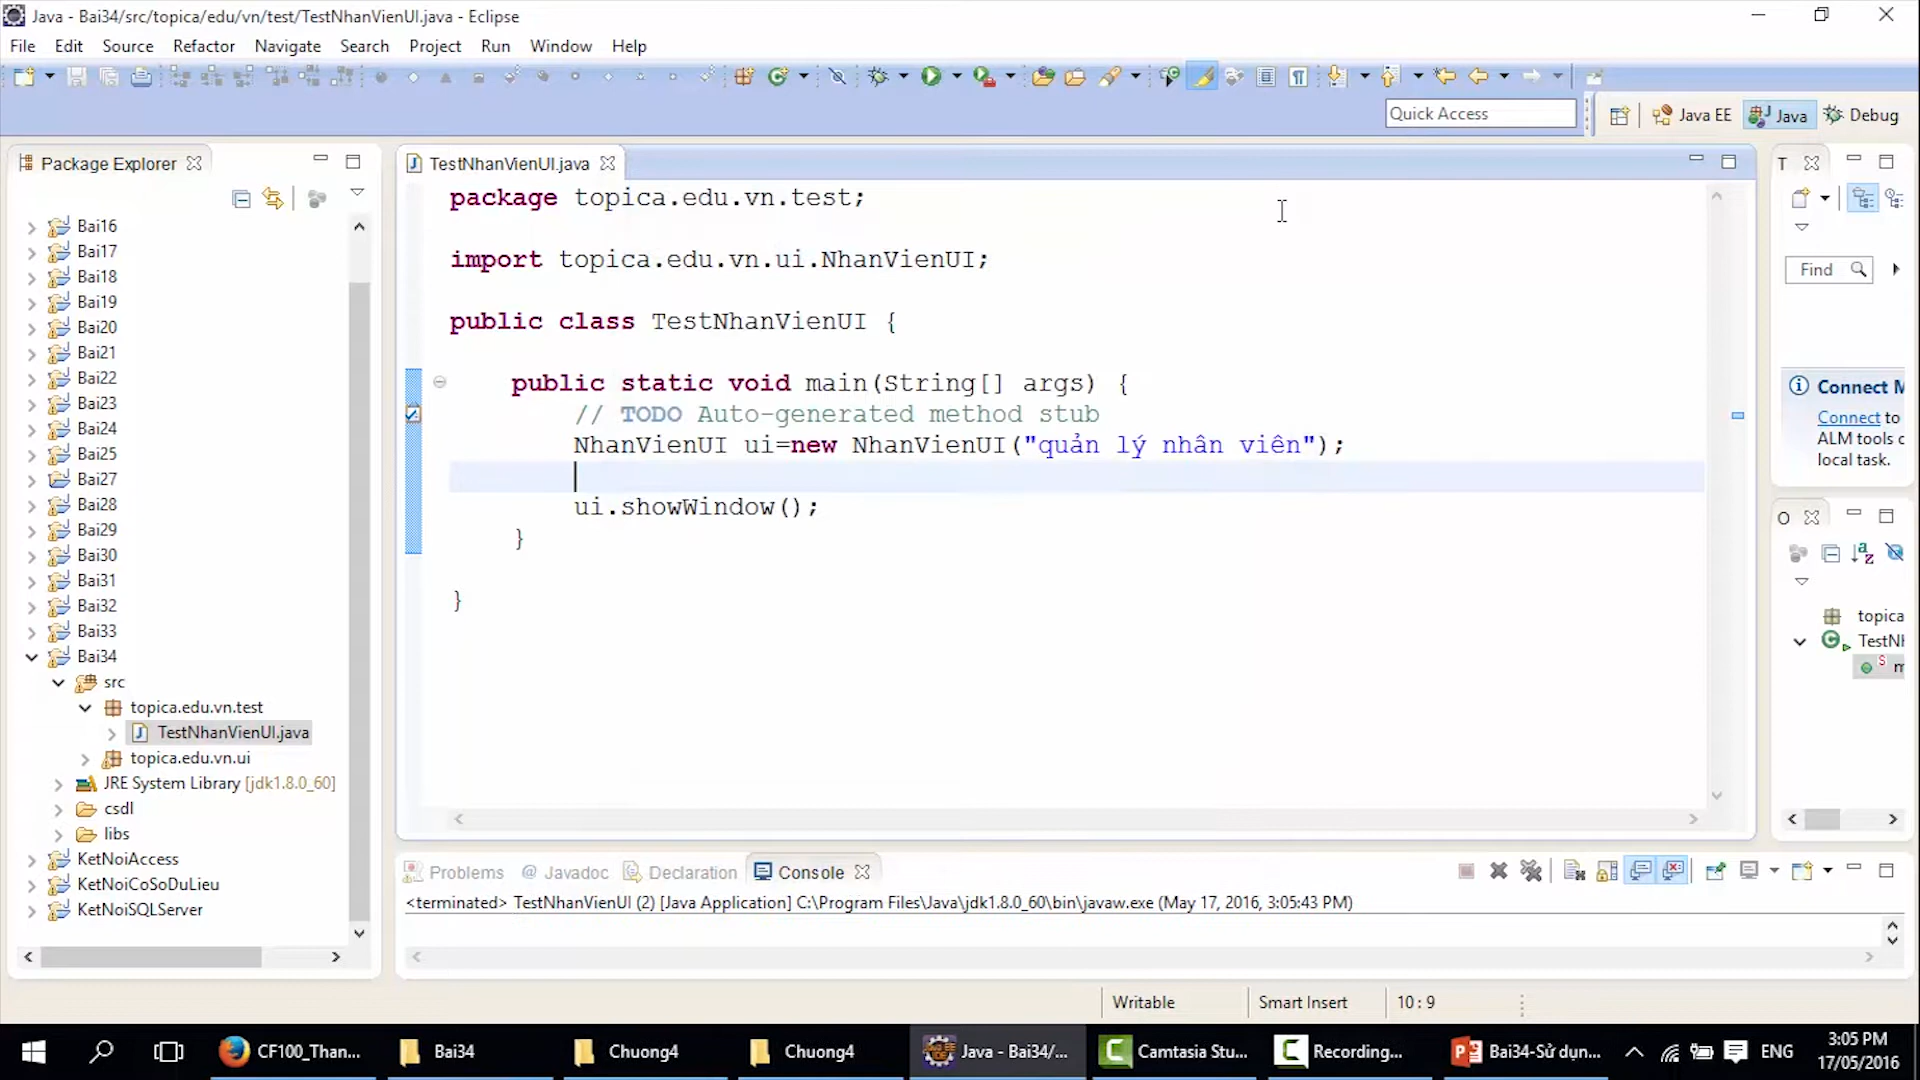 Java - Bai34/src/topica/edu/vn/test/TestNhanVienUI.java - Eclipse
File Edit Source Refactor Navigate Search Project Run Window Help
Quick Access
Java EE
Java
Debug
Package Explorer
TestNhanVienUI.java
T
package topica.edu.vn.test;
import topica.edu.vn.ui.NhanVienUI;
public class TestNhanVienUI {
public static void main(String[] args) {
// TODO Auto-generated method stub
NhanVienUI ui=new NhanVienUI("quản lý nhân viên");
ui.showWindow();
}
}
Bai16
Bai17
Bai18
Bai19
Bai20
Bai21
Bai22
Bai23
Bai24
Bai25
Bai27
Bai28
Bai29
Bai30
Bai31
Bai32
Bai33
Bai34
src
topica.edu.vn.test
TestNhanVienUI.java
topica.edu.vn.ui
JRE System Library [jdk1.8.0_60]
csdl
libs
KetNoiAccess
KetNoiCoSoDuLieu
KetNoiSQLServer
Find
Connect M
Connect to
ALM tools c
local task.
O
topica
TestNh
m
Problems @ Javadoc Declaration Console
<terminated> TestNhanVienUI (2) [Java Application] C:\Program Files\Java\jdk1.8.0_60\bin\javaw.exe (May 17, 2016, 3:05:43 PM)
Writable Smart Insert 10 : 9
CF100_Than... Bai34 Chuong4 Chuong4 Java - Bai34/... Camtasia Stu... Recording... Bai34-Sử dụn... ENG
3:05 PM
17/05/2016